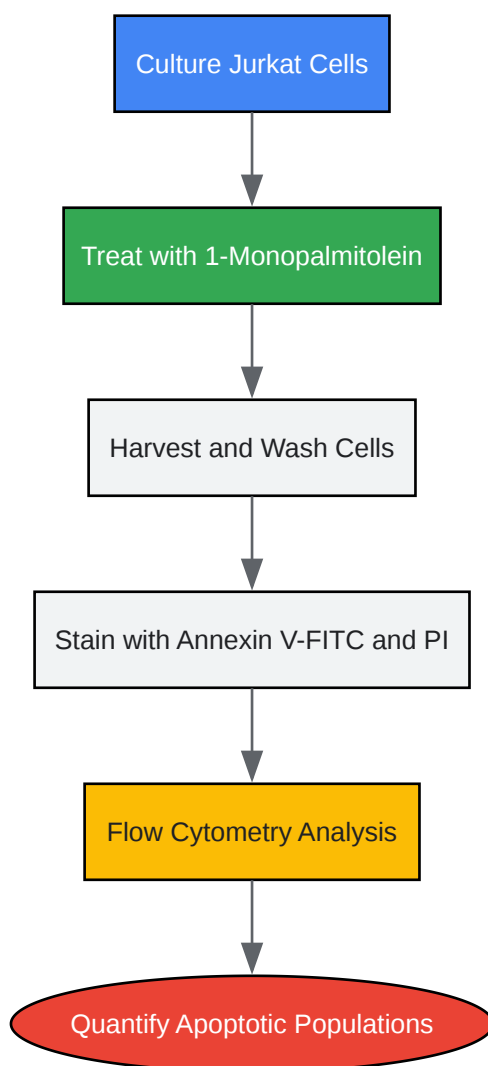 Culture Jurkat Cells
Treat with 1-Monopalmitolein
Harvest and Wash Cells
Stain with Annexin V-FITC and PI
Flow Cytometry Analysis
Quantify Apoptotic Populations